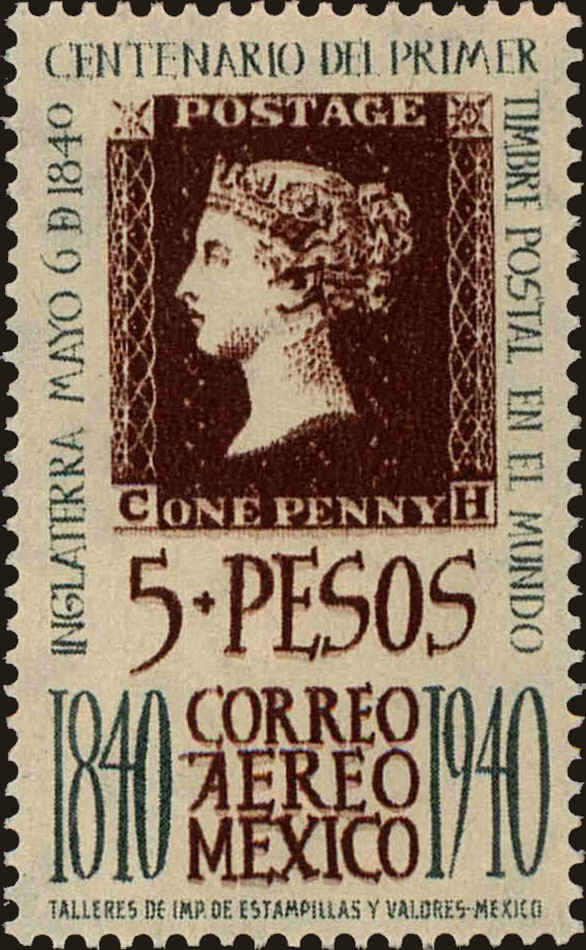 CENTENARIO DEL PRIMER
TIMBRE POSTAL EN EL MUNDO
INGLATERRA MAYO 6 D 1840
POSTAGE
C ONE PENNY. H
5·PESOS
1840 CORREO 1940
AEREO
MEXICO
TALLERES DE IMP. DE ESTAMPILLAS Y VALORES-MEXICO